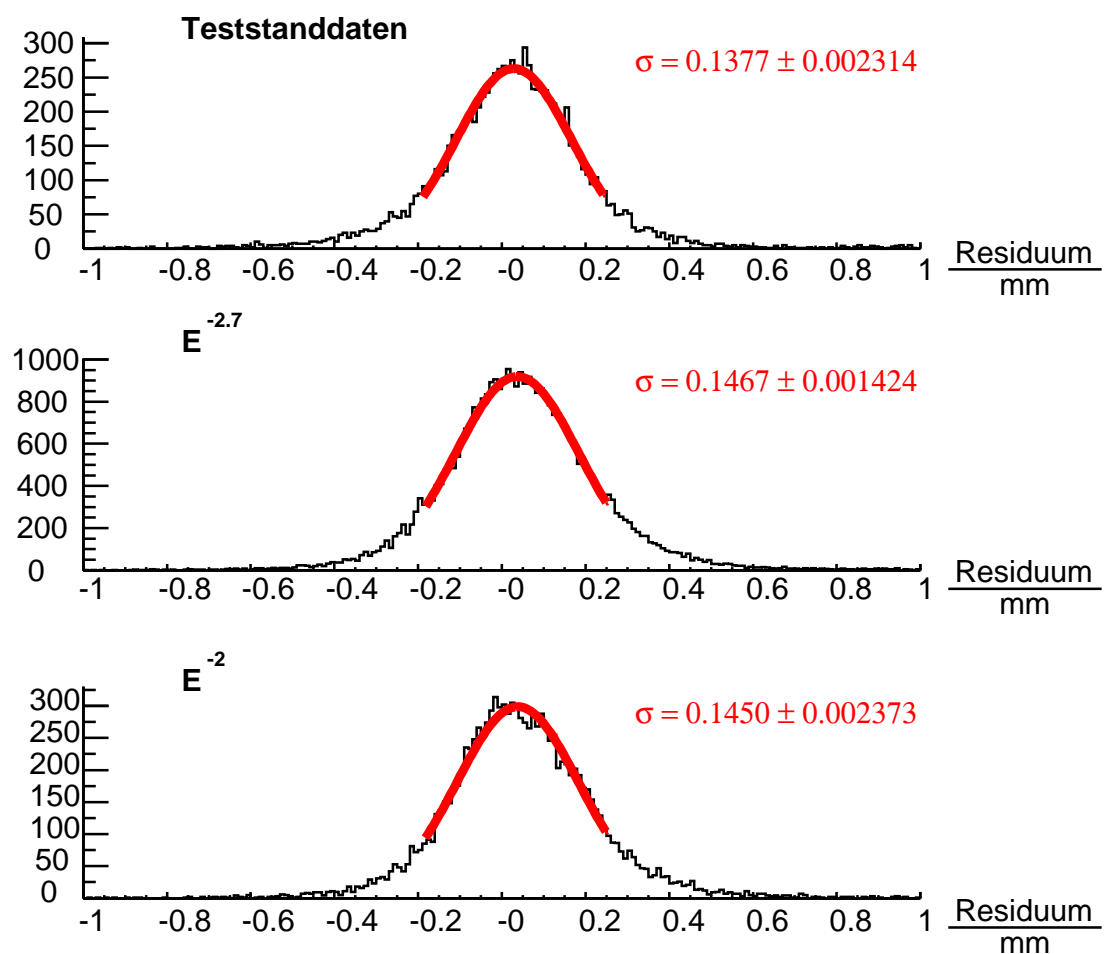 Teststanddaten
σ = 0.1377 ± 0.002314
300
250
200
150
100
50
0
-1 -0.8 -0.6 -0.4 -0.2 -0 0.2 0.4 0.6 0.8 1
Residuum
mm
E -2.7
σ = 0.1467 ± 0.001424
1000
800
600
400
200
0
-1 -0.8 -0.6 -0.4 -0.2 -0 0.2 0.4 0.6 0.8 1
Residuum
mm
E -2
σ = 0.1450 ± 0.002373
300
250
200
150
100
50
0
-1 -0.8 -0.6 -0.4 -0.2 -0 0.2 0.4 0.6 0.8 1
Residuum
mm